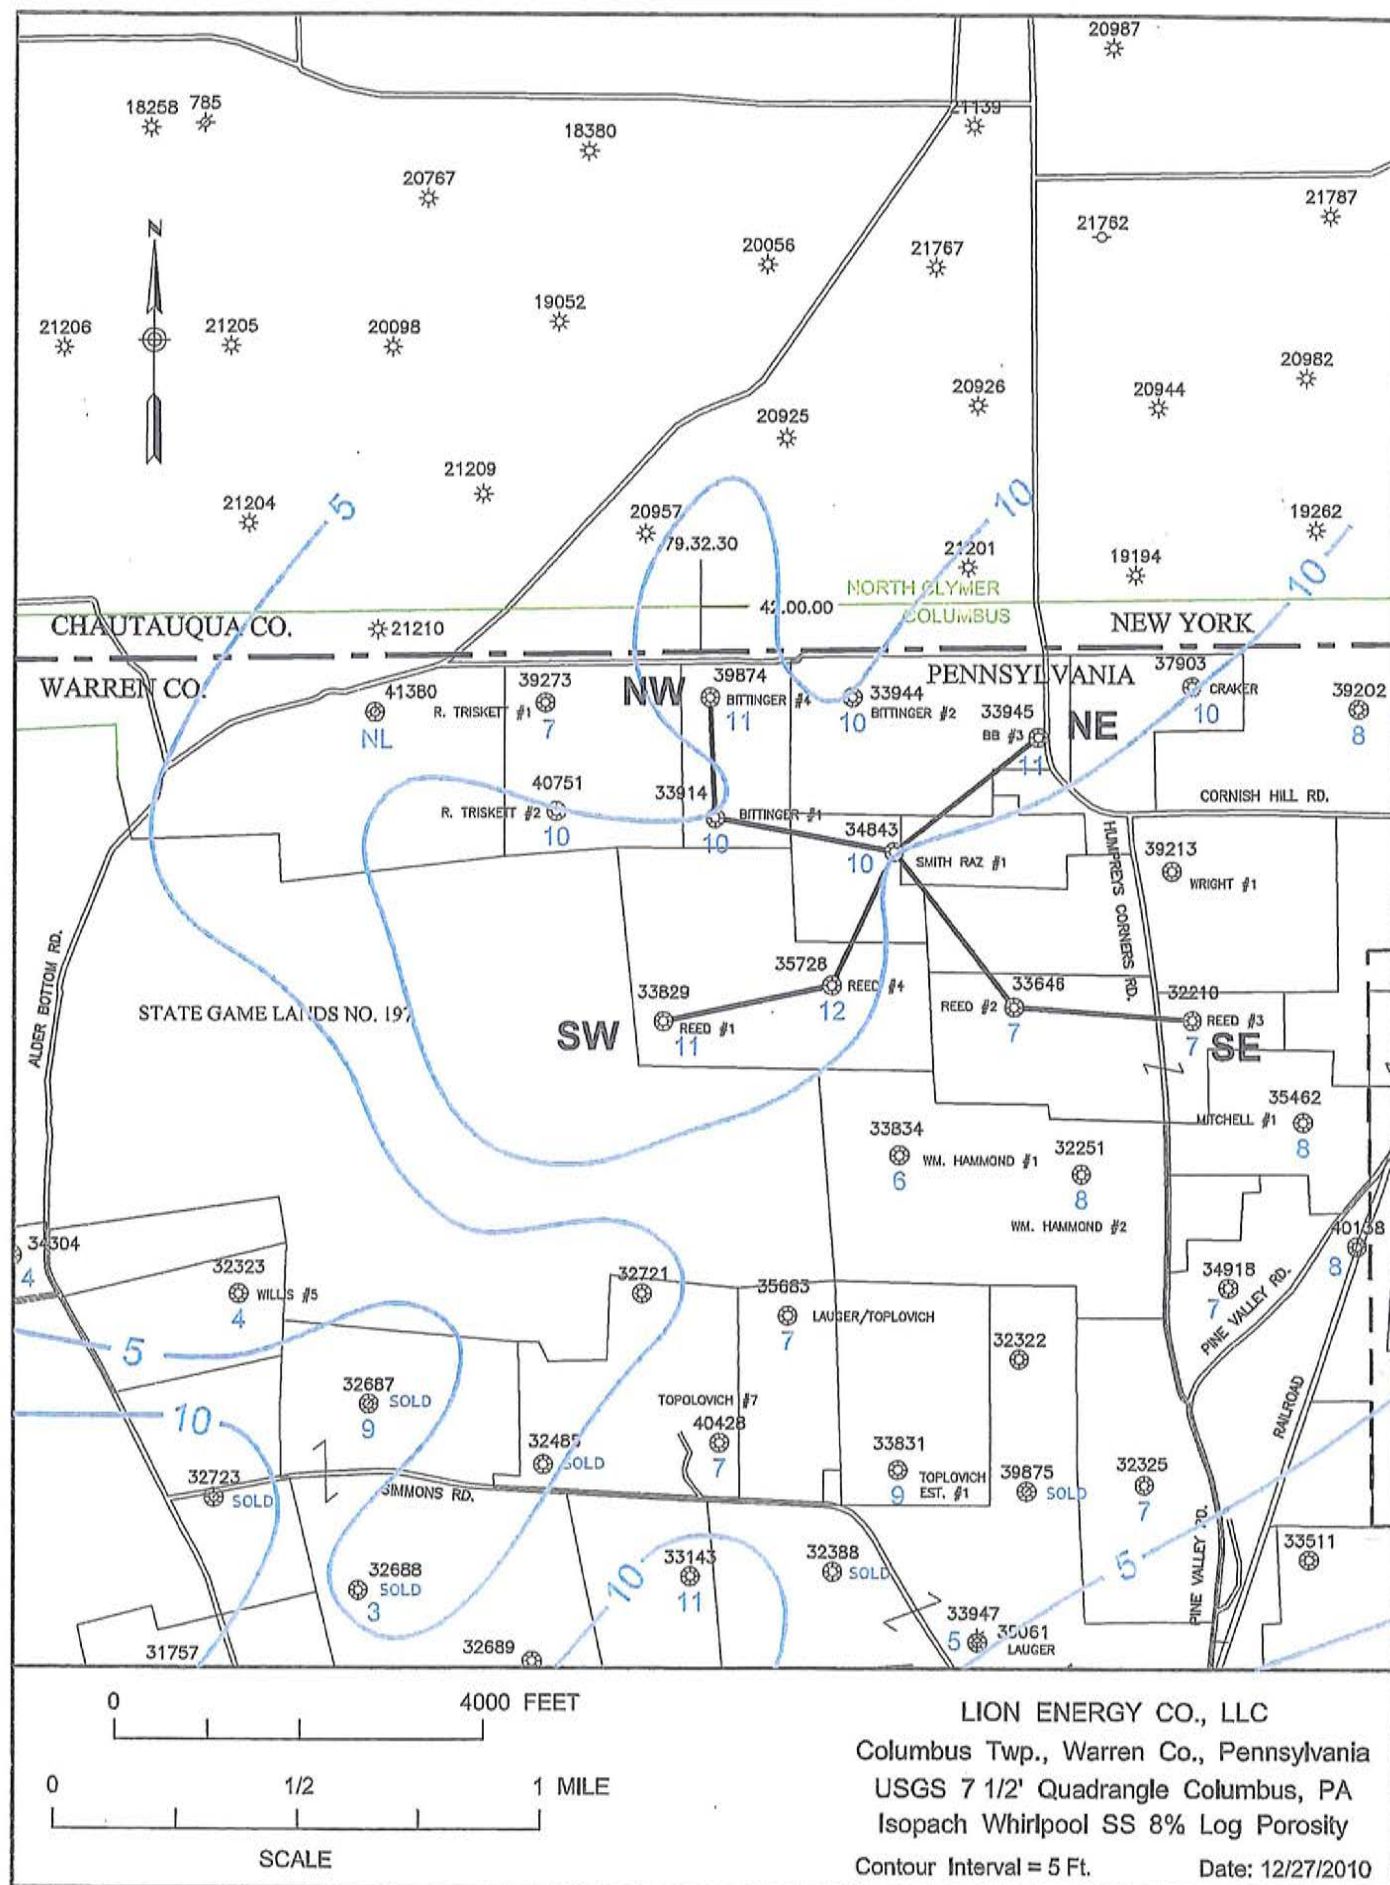 20987
18258 785
21139
18380
20767
21787
21762
N
20056
21767
19052
21206
21205
20098
20982
20926
20944
20925
21209
5
21204
10
20957
19262
79.32.30
21201
19194
10
NORTH CLYMER
42.00.00
COLUMBUS
CHAUTAUQUA CO.
21210
NEW YORK
WARREN CO.
PENNSYLVANIA
41380
NL
39273
R. TRISKETT #1
7
NW
39874
BITTINGER #4
11
33944
10
BITTINGER #2
33945
BB #3
11
NE
37903
CRAKER
10
39202
8
40751
R. TRISKETT #2
10
33914
BITTINGER #1
10
CORNISH HILL RD.
34843
10
SMITH RAZ #1
HUMPREYS CORNERS RD.
39213
WRIGHT #1
ALDER BOTTOM RD.
STATE GAME LANDS NO. 197
35728
REED #4
12
33829
REED #1
11
SW
33646
REED #2
7
32210
REED #3
7
SE
35462
MITCHELL #1
8
33834
WM. HAMMOND #1
6
32251
8
WM. HAMMOND #2
34304
4
40158
8
32323
WILLIS #5
4
32721
35683
LAUGER/TOPLOVICH
7
34918
7
PINE VALLEY RD.
5
32322
32687
SOLD
9
RAILROAD
10
TOPOLOVICH #7
40428
7
32485
SOLD
33831
TOPLOVICH
EST. #1
9
39875
SOLD
32325
7
32723
SOLD
SIMMONS RD.
PINE VALLEY RD.
32688
SOLD
3
10
33143
11
32388
SOLD
5
33511
33947
5
35061
LAUGER
31757
32689
0 4000 FEET
0 1/2 1 MILE
SCALE
LION ENERGY CO., LLC
Columbus Twp., Warren Co., Pennsylvania
USGS 7 1/2' Quadrangle Columbus, PA
Isopach Whirlpool SS 8% Log Porosity
Contour Interval = 5 Ft. Date: 12/27/2010